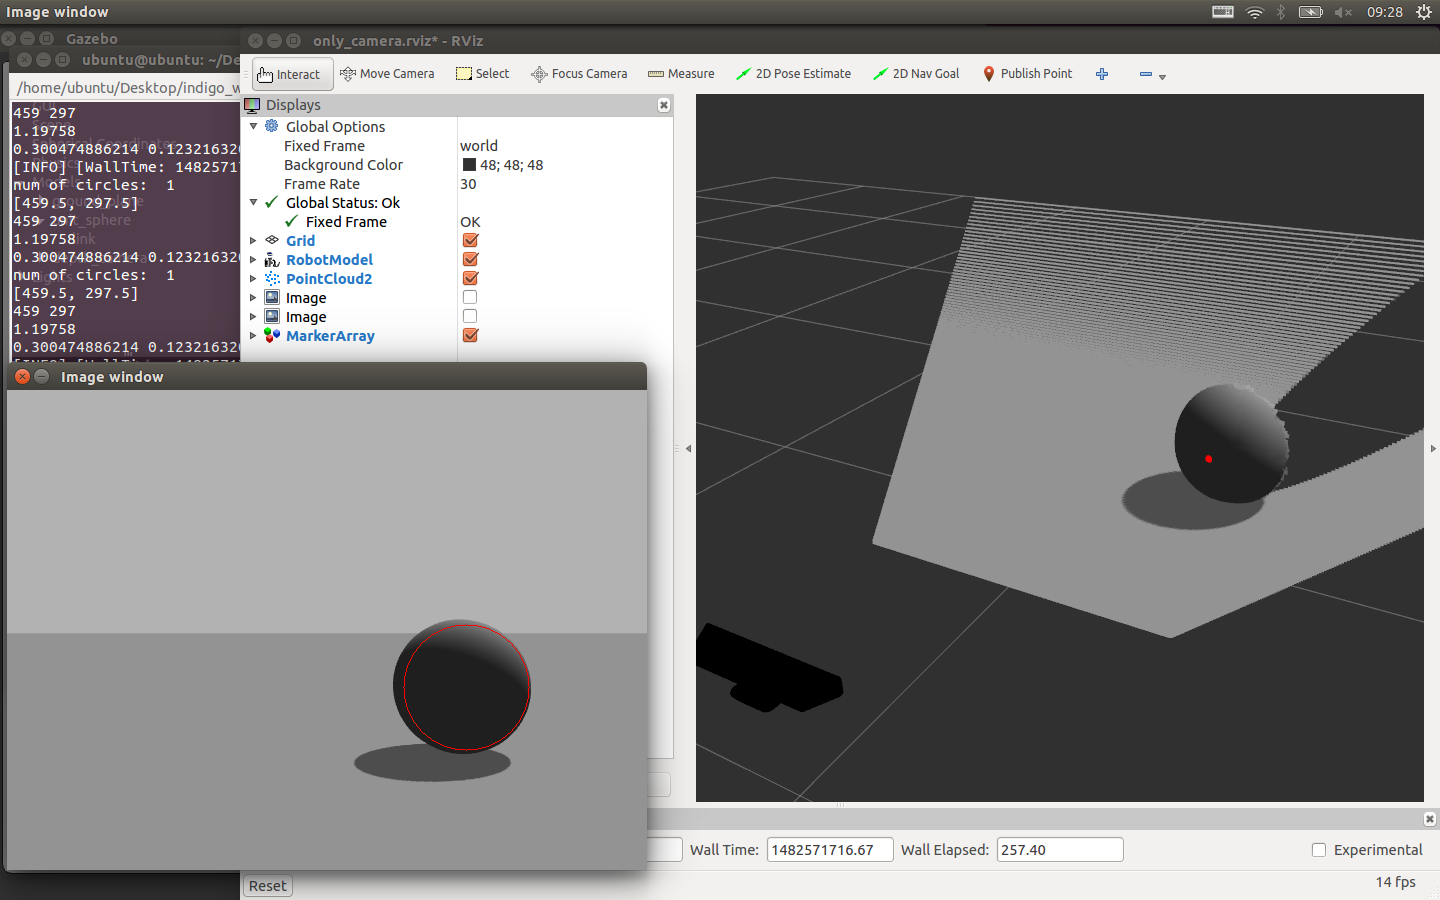 Image window
09:28
Gazebo
ubuntu@ubuntu: ~/De
only_camera.rviz* - RViz
/home/ubuntu/Desktop/indigo_w
Interact
Move Camera
Select
Focus Camera
Measure
2D Pose Estimate
2D Nav Goal
Publish Point
Displays
459 297
1.19758
0.300474886214 0.12321632
[INFO] [WallTime: 1482571
num of circles:  1
[459.5, 297.5]
459 297
1.19758
0.300474886214 0.12321632
num of circles:  1
[459.5, 297.5]
459 297
1.19758
0.300474886214 0.12321632
Global Options
Fixed Frame world
Background Color 48; 48; 48
Frame Rate 30
Global Status: Ok
Fixed Frame OK
Grid
RobotModel
PointCloud2
Image
Image
MarkerArray
Image window
Wall Time: 1482571716.67 Wall Elapsed: 257.40 Experimental
Reset
14 fps